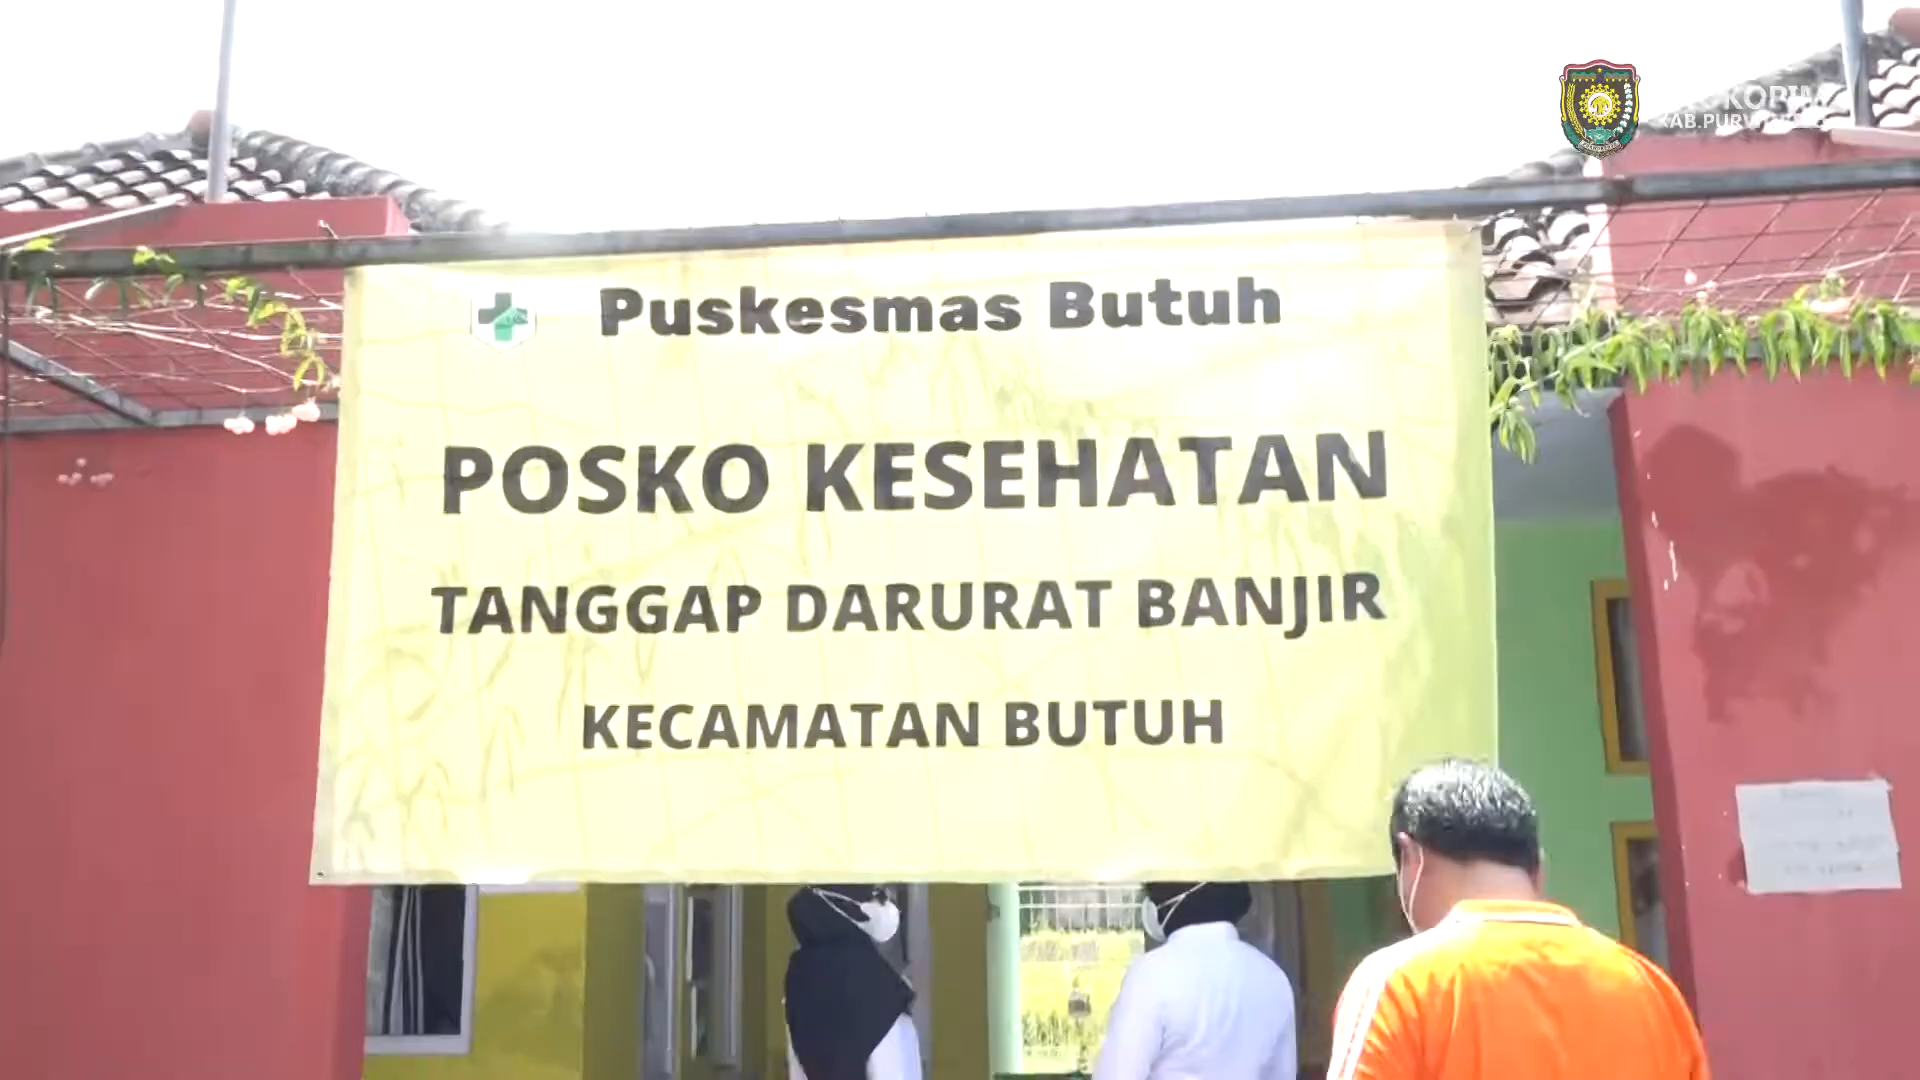 Puskesmas Butuh
POSKO KESEHATAN
TANGGAP DARURAT BANJIR
KECAMATAN BUTUH